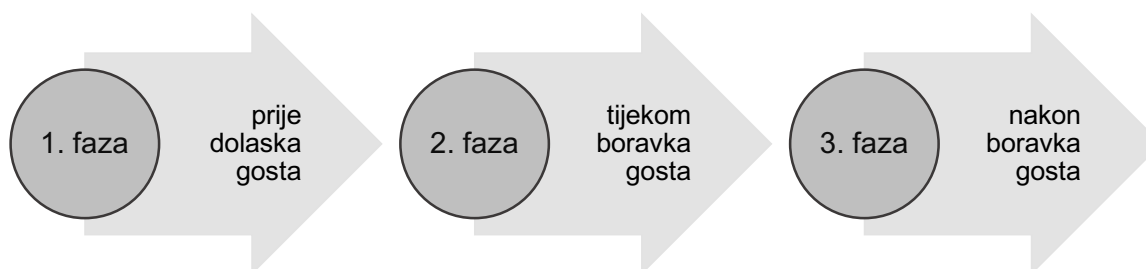 1. faza
prije
dolaska
gosta
2. faza
tijekom
boravka
gosta
3. faza
nakon
boravka
gosta